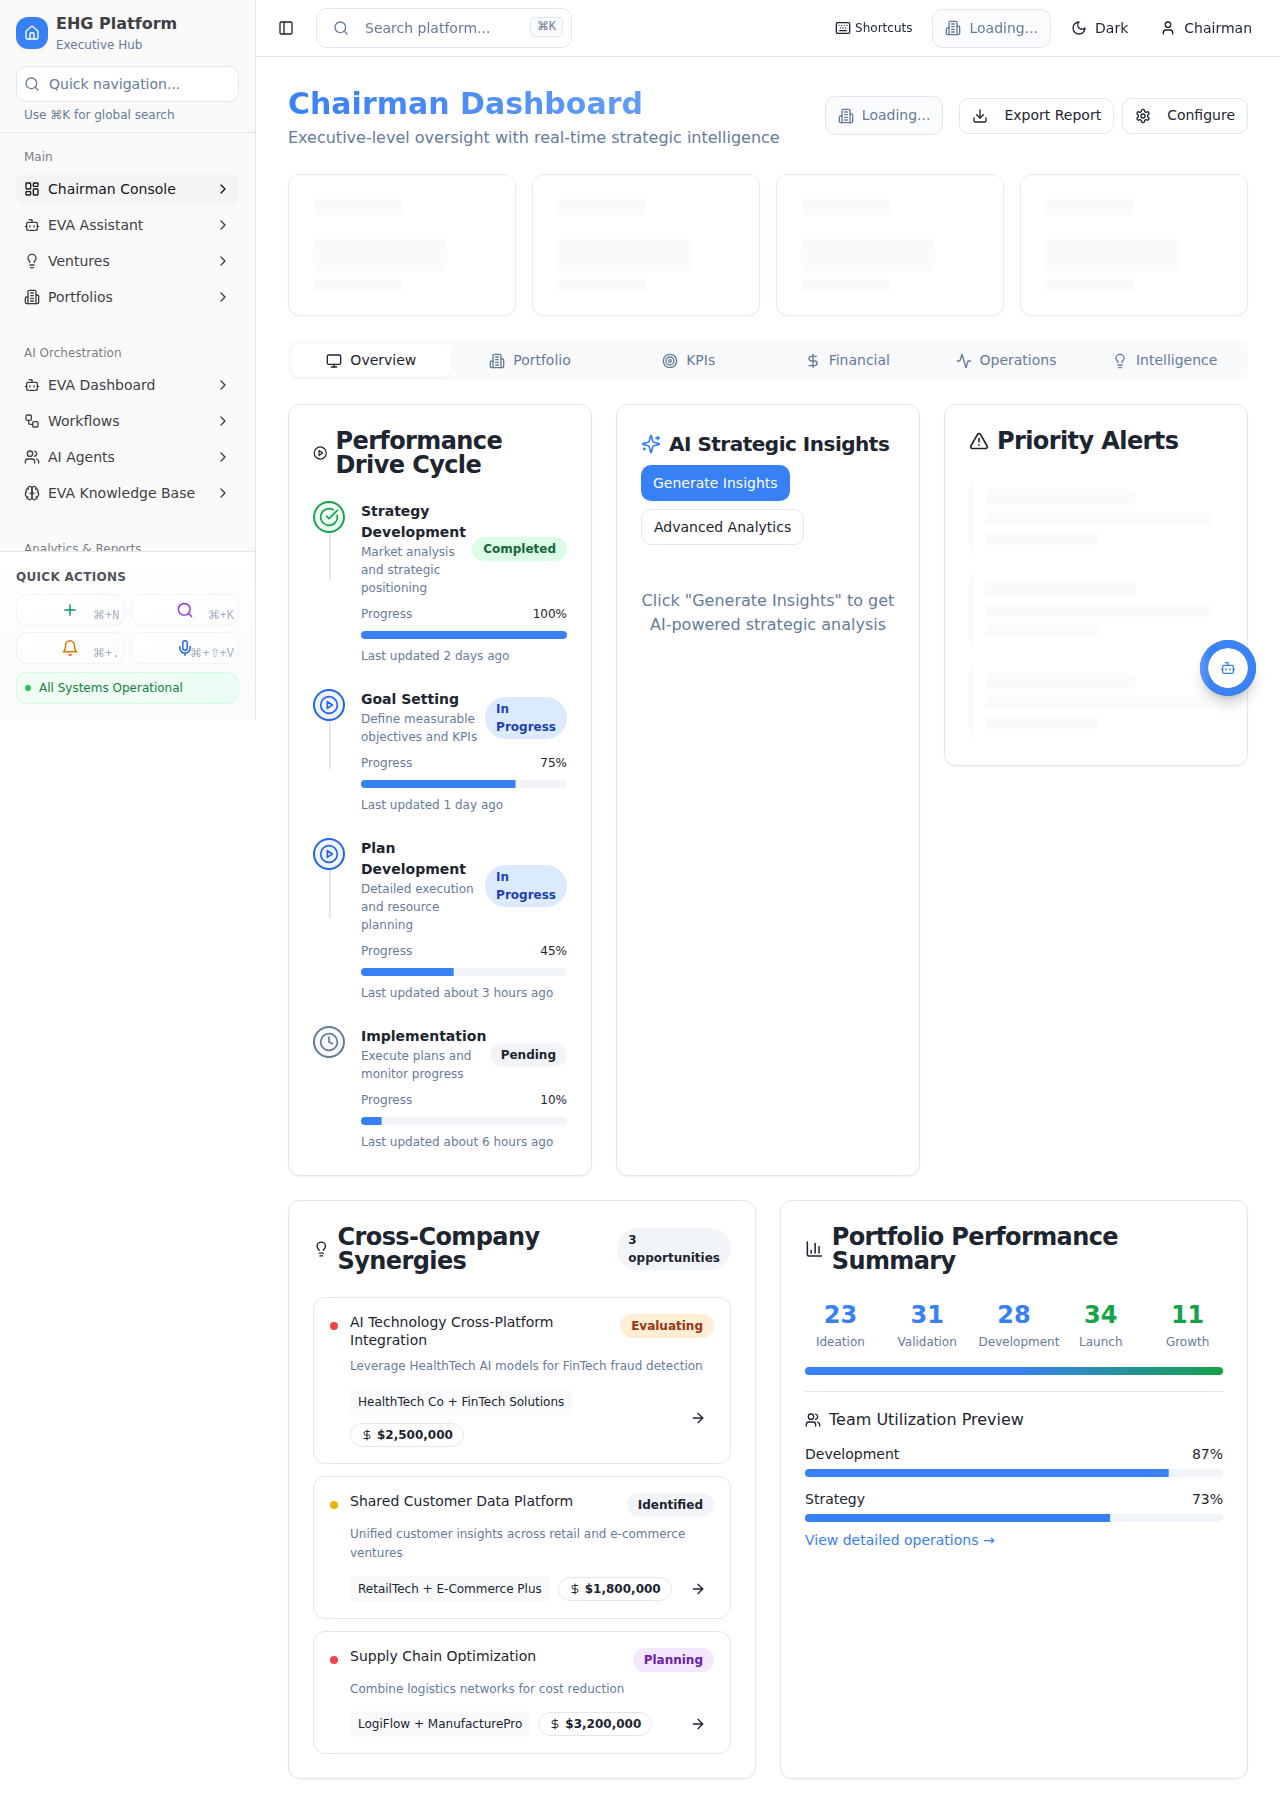 EHG Platform
Executive Hub
Quick navigation...
Use ⌘K for global search
Main
Chairman Console
EVA Assistant
Ventures
Portfolios
AI Orchestration
EVA Dashboard
Workflows
AI Agents
EVA Knowledge Base
Analytics & Reports
QUICK ACTIONS
⌘+N
⌘+K
⌘+.
⌘+⇧+V
All Systems Operational
Search platform...
⌘K
Shortcuts
Loading...
Dark
Chairman
Chairman Dashboard
Executive-level oversight with real-time strategic intelligence
Loading...
Export Report
Configure
Overview
Portfolio
KPIs
Financial
Operations
Intelligence
Performance
Drive Cycle
Strategy
Development
Market analysis
and strategic
positioning
Completed
Progress
100%
Last updated 2 days ago
Goal Setting
Define measurable
objectives and KPIs
In
Progress
Progress
75%
Last updated 1 day ago
Plan
Development
Detailed execution
and resource
planning
In
Progress
Progress
45%
Last updated about 3 hours ago
Implementation
Execute plans and
monitor progress
Pending
Progress
10%
Last updated about 6 hours ago
AI Strategic Insights
Generate Insights
Advanced Analytics
Click "Generate Insights" to get
AI-powered strategic analysis
Priority Alerts
Cross-Company
Synergies
3
opportunities
AI Technology Cross-Platform
Integration
Evaluating
Leverage HealthTech AI models for FinTech fraud detection
HealthTech Co + FinTech Solutions
$2,500,000
Shared Customer Data Platform
Identified
Unified customer insights across retail and e-commerce
ventures
RetailTech + E-Commerce Plus
$1,800,000
Supply Chain Optimization
Planning
Combine logistics networks for cost reduction
LogiFlow + ManufacturePro
$3,200,000
Portfolio Performance
Summary
23
31
28
34
11
Ideation
Validation
Development
Launch
Growth
Team Utilization Preview
Development
87%
Strategy
73%
View detailed operations →